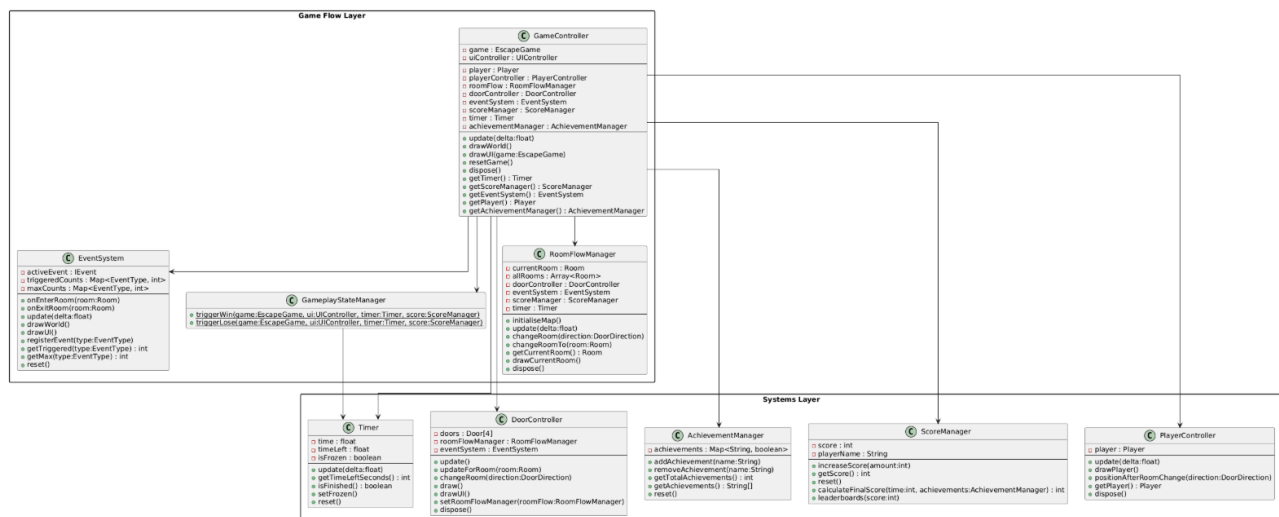 Game Flow Layer
C GameController
game : EscapeGame
uiController : UIController
player : Player
playerController : PlayerController
roomFlow : RoomFlowManager
doorController : DoorController
eventSystem : EventSystem
scoreManager : ScoreManager
timer : Timer
achievementManager : AchievementManager
update(delta:float)
drawWorld()
drawUI(game:EscapeGame)
resetGame()
dispose()
getTimer() : Timer
getScoreManager() : ScoreManager
getEventSystem() : EventSystem
getPlayer() : Player
getAchievementManager() : AchievementManager
C EventSystem
activeEvent : IEvent
triggeredCounts : Map<EventType, int>
maxCounts : Map<EventType, int>
onEnterRoom(room:Room)
onExitRoom(room:Room)
update(delta:float)
drawWorld()
drawUI()
registerEvent(type:EventType)
getTriggered(type:EventType) : int
getMax(type:EventType) : int
reset()
C GameplayStateManager
triggerWin(game:EscapeGame, ui:UIController, timer:Timer, score:ScoreManager)
triggerLose(game:EscapeGame, ui:UIController, timer:Timer, score:ScoreManager)
C RoomFlowManager
currentRoom : Room
allRooms : Array<Room>
doorController : DoorController
eventSystem : EventSystem
scoreManager : ScoreManager
timer : Timer
initialiseMap()
update(delta:float)
changeRoom(direction:DoorDirection)
changeRoomTo(room:Room)
getCurrentRoom() : Room
drawCurrentRoom()
dispose()
Systems Layer
C Timer
time : float
timeLeft : float
isFrozen : boolean
update(delta:float)
getTimeLeftSeconds() : int
isFinished() : boolean
setFrozen()
reset()
C DoorController
doors : Door[4]
roomFlowManager : RoomFlowManager
eventSystem : EventSystem
update()
updateForRoom(room:Room)
changeRoom(direction:DoorDirection)
draw()
drawUI()
setRoomFlowManager(roomFlow:RoomFlowManager)
dispose()
C AchievementManager
achievements : Map<String, boolean>
addAchievement(name:String)
removeAchievement(name:String)
getTotalAchievements() : int
getAchievements() : String[]
reset()
C ScoreManager
score : int
playerName : String
increaseScore(amount:int)
getScore() : int
reset()
calculateFinalScore(time:int, achievements:AchievementManager) : int
leaderboards(score:int)
C PlayerController
player : Player
update(delta:float)
drawPlayer()
positionAfterRoomChange(direction:DoorDirection)
getPlayer() : Player
dispose()